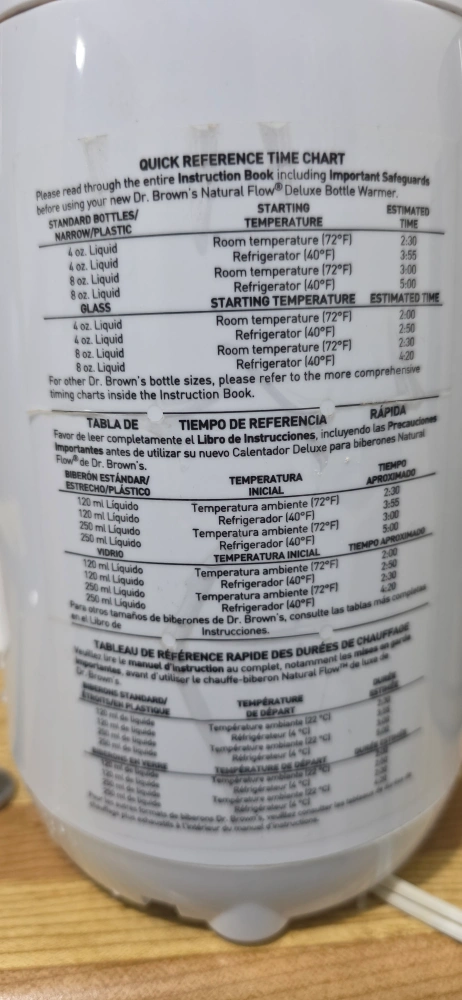 QUICK REFERENCE TIME CHART
Please read through the entire Instruction Book including Important Safeguards
before using your new Dr. Brown's Natural Flow® Deluxe Bottle Warmer.
STANDARD BOTTLES/ NARROW/PLASTIC STARTING TEMPERATURE ESTIMATED TIME
4 oz. Liquid Room temperature (72°F) 2:30
4 oz. Liquid Refrigerator (40°F) 3:55
8 oz. Liquid Room temperature (72°F) 3:00
8 oz. Liquid Refrigerator (40°F) 5:00
GLASS STARTING TEMPERATURE ESTIMATED TIME
4 oz. Liquid Room temperature (72°F) 2:00
4 oz. Liquid Refrigerator (40°F) 2:50
8 oz. Liquid Room temperature (72°F) 2:30
8 oz. Liquid Refrigerator (40°F) 4:20
For other Dr. Brown's bottle sizes, please refer to the more comprehensive
timing charts inside the Instruction Book.
TABLA DE TIEMPO DE REFERENCIA RÁPIDA
Favor de leer completamente el Libro de Instrucciones, incluyendo las Precauciones
Importantes antes de utilizar su nuevo Calentador Deluxe para biberones Natural
Flow® de Dr. Brown's.
BIBERÓN ESTÁNDAR/ ESTRECHO/PLÁSTICO TEMPERATURA INICIAL TIEMPO APROXIMADO
120 ml Líquido Temperatura ambiente (72°F) 2:30
120 ml Líquido Refrigerador (40°F) 3:55
250 ml Líquido Temperatura ambiente (72°F) 3:00
250 ml Líquido Refrigerador (40°F) 5:00
VIDRIO TEMPERATURA INICIAL TIEMPO APROXIMADO
120 ml Líquido Temperatura ambiente (72°F) 2:00
120 ml Líquido Refrigerador (40°F) 2:50
250 ml Líquido Temperatura ambiente (72°F) 2:30
250 ml Líquido Refrigerador (40°F) 4:20
Para otros tamaños de biberones de Dr. Brown's, consulte las tablas más completas
en el Libro de Instrucciones.
TABLEAU DE RÉFÉRENCE RAPIDE DES DURÉES DE CHAUFFAGE
Veuillez lire le manuel d'instruction au complet, notamment les mises en garde
importantes, avant d'utiliser le chauffe-biberon Natural Flow™ de luxe de
Dr. Brown's.
BIBERONS STANDARD/ TEMPÉRATURE DE DÉPART DURÉE
Température ambiante (22 °C)
Réfrigérateur (4 °C)
Température ambiante (22 °C)
Réfrigérateur (4 °C)
TEMPÉRATURE DE DÉPART
Température ambiante (22 °C)
Réfrigérateur (4 °C)
Température ambiante (22 °C)
Réfrigérateur (4 °C)